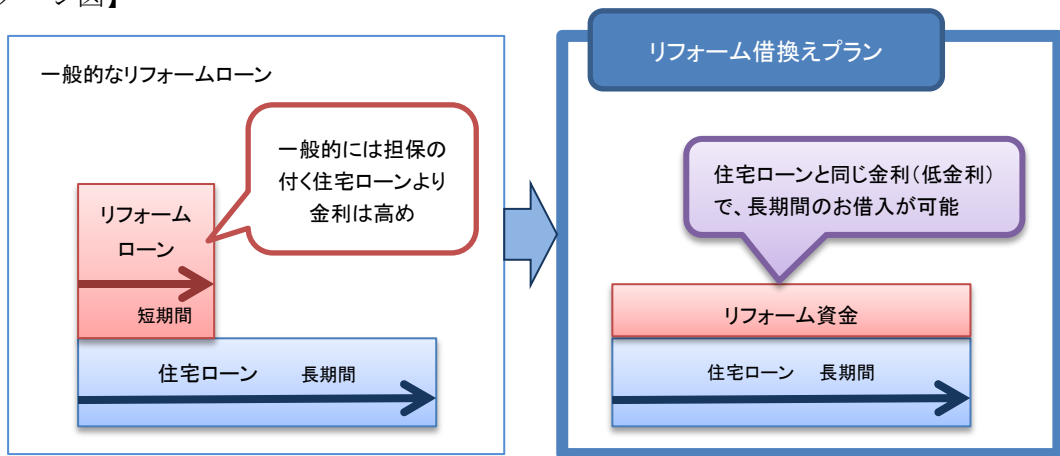 一般的なリフォームローン
一般的には担保の
付く住宅ローンより
金利は高め
リフォーム
ローン
短期間
住宅ローン 長期間
リフォーム借換えプラン
住宅ローンと同じ金利(低金利)
で、長期間のお借入が可能
リフォーム資金
住宅ローン 長期間